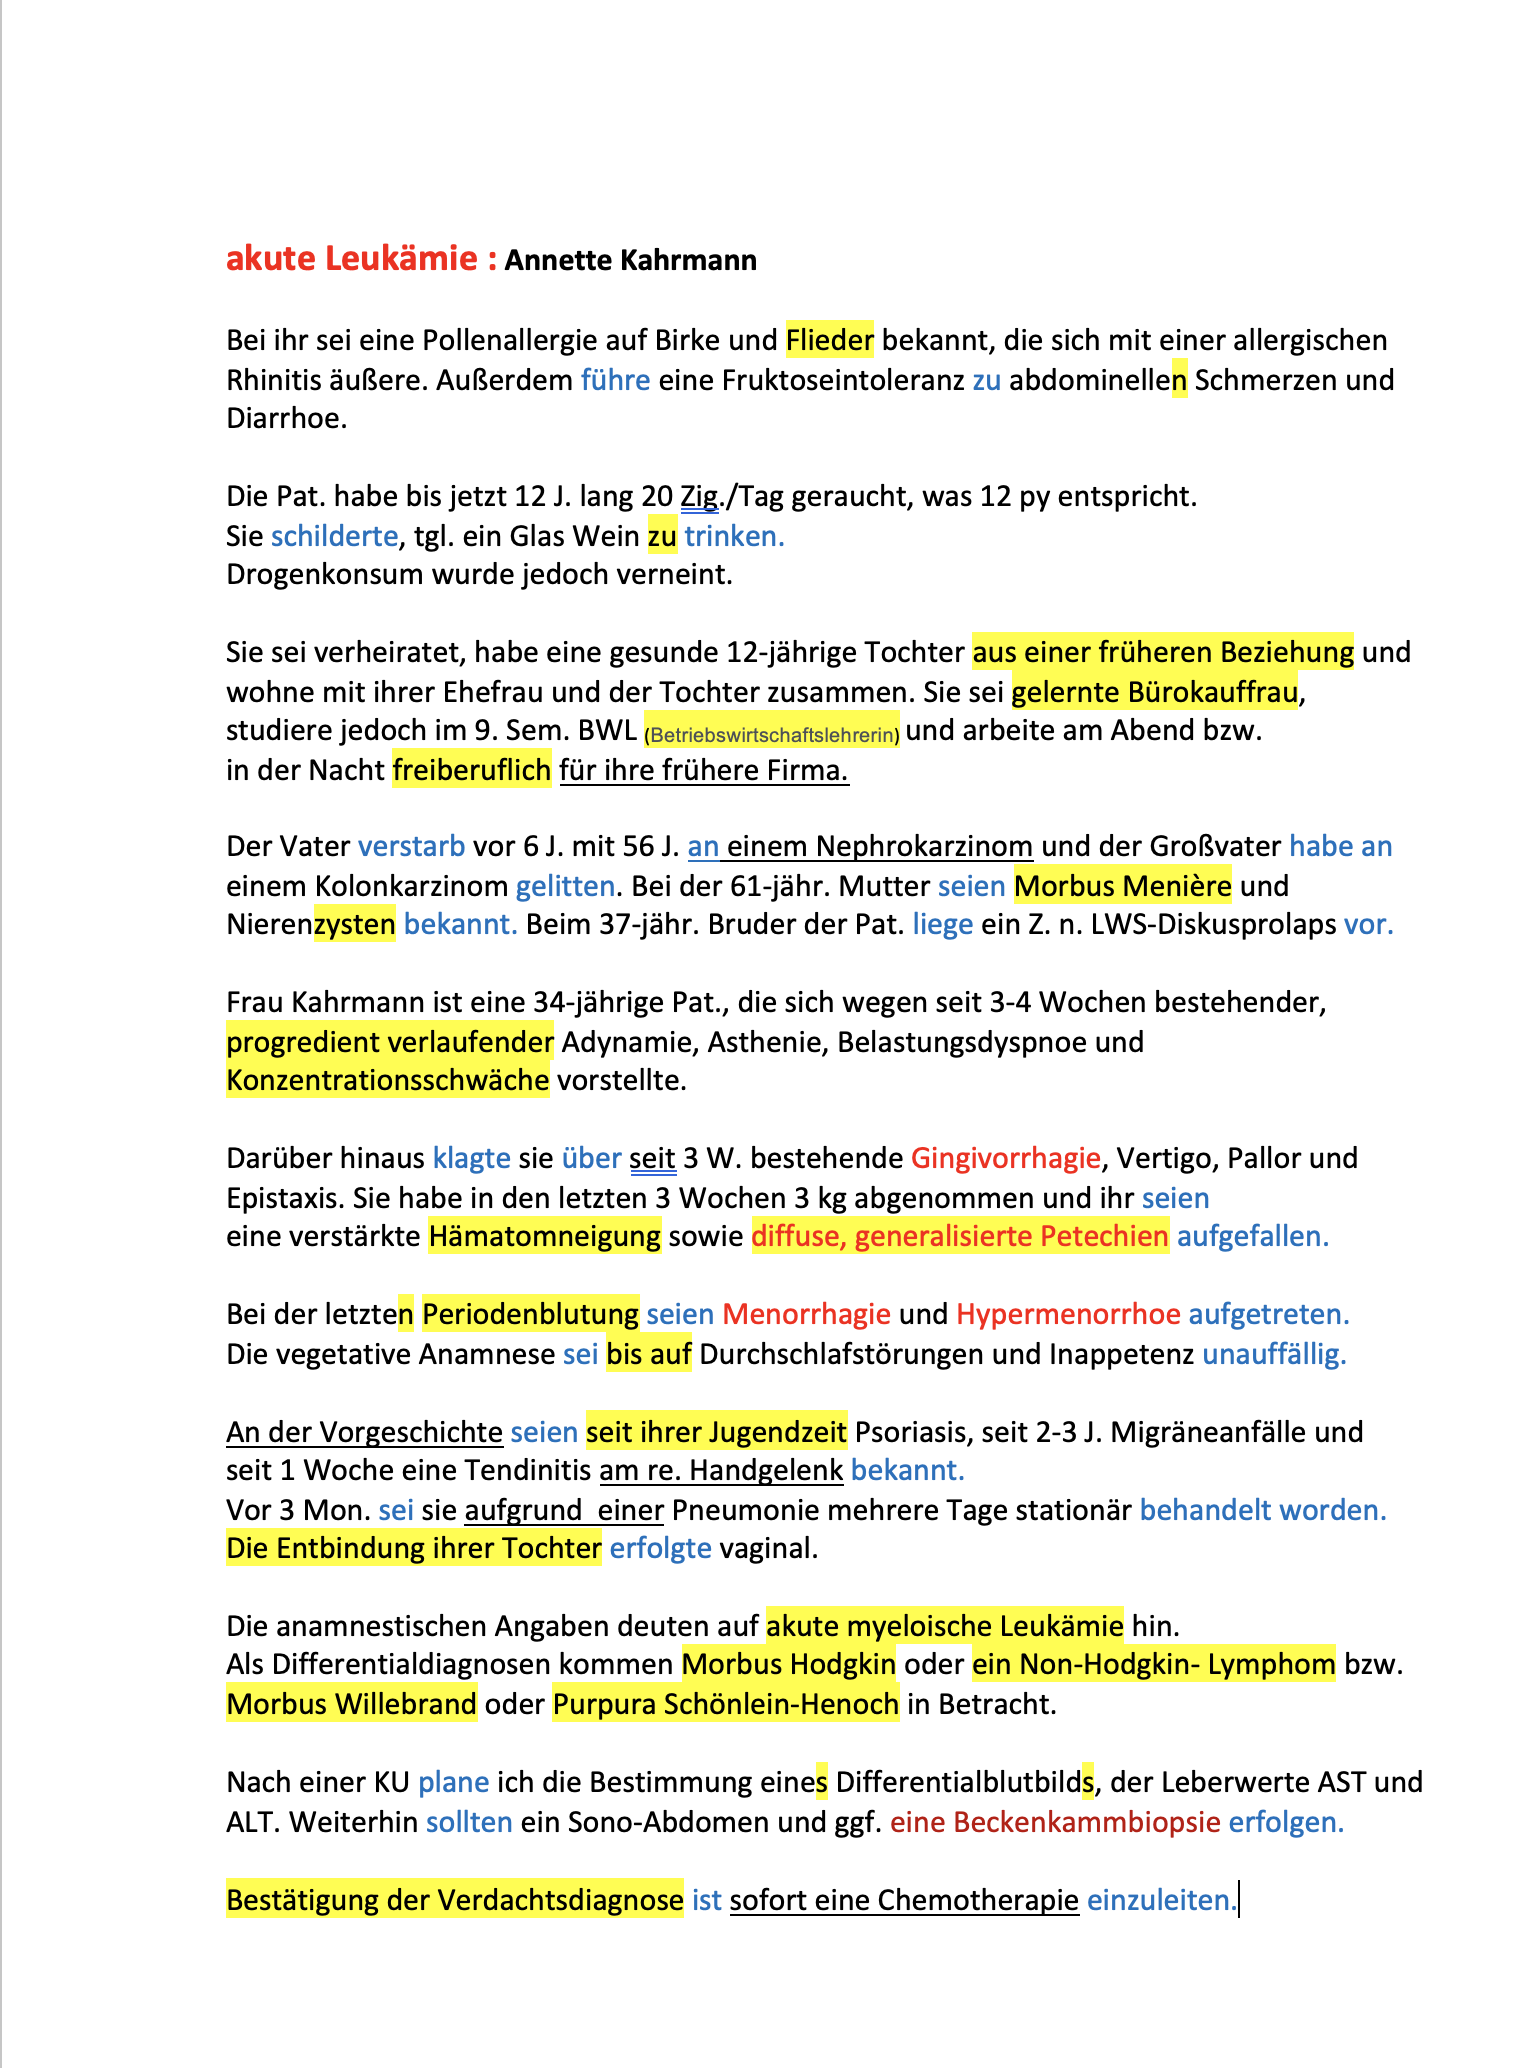 akute Leukämie : Annette Kahrmann
Bei ihr sei eine Pollenallergie auf Birke und Flieder bekannt, die sich mit einer allergischen
Rhinitis äußere. Außerdem führe eine Fruktoseintoleranz zu abdominellen Schmerzen und
Diarrhoe.
Die Pat. habe bis jetzt 12 J. lang 20 Zig./Tag geraucht, was 12 py entspricht.
Sie schilderte, tgl. ein Glas Wein zu trinken.
Drogenkonsum wurde jedoch verneint.
Sie sei verheiratet, habe eine gesunde 12-jährige Tochter aus einer früheren Beziehung und
wohne mit ihrer Ehefrau und der Tochter zusammen. Sie sei gelernte Bürokauffrau,
studiere jedoch im 9. Sem. BWL (Betriebswirtschaftslehrerin) und arbeite am Abend bzw.
in der Nacht freiberuflich für ihre frühere Firma.
Der Vater verstarb vor 6 J. mit 56 J. an einem Nephrokarzinom und der Großvater habe an
einem Kolonkarzinom gelitten. Bei der 61-jähr. Mutter seien Morbus Menière und
Nierenzysten bekannt. Beim 37-jähr. Bruder der Pat. liege ein Z. n. LWS-Diskusprolaps vor.
Frau Kahrmann ist eine 34-jährige Pat., die sich wegen seit 3-4 Wochen bestehender,
progredient verlaufender Adynamie, Asthenie, Belastungsdyspnoe und
Konzentrationsschwäche vorstellte.
Darüber hinaus klagte sie über seit 3 W. bestehende Gingivorrhagie, Vertigo, Pallor und
Epistaxis. Sie habe in den letzten 3 Wochen 3 kg abgenommen und ihr seien
eine verstärkte Hämatomneigung sowie diffuse, generalisierte Petechien aufgefallen.
Bei der letzten Periodenblutung seien Menorrhagie und Hypermenorrhoe aufgetreten.
Die vegetative Anamnese sei bis auf Durchschlafstörungen und Inappetenz unauffällig.
An der Vorgeschichte seien seit ihrer Jugendzeit Psoriasis, seit 2-3 J. Migräneanfälle und
seit 1 Woche eine Tendinitis am re. Handgelenk bekannt.
Vor 3 Mon. sei sie aufgrund  einer Pneumonie mehrere Tage stationär behandelt worden.
Die Entbindung ihrer Tochter erfolgte vaginal.
Die anamnestischen Angaben deuten auf akute myeloische Leukämie hin.
Als Differentialdiagnosen kommen Morbus Hodgkin oder ein Non-Hodgkin- Lymphom bzw.
Morbus Willebrand oder Purpura Schönlein-Henoch in Betracht.
Nach einer KU plane ich die Bestimmung eines Differentialblutbilds, der Leberwerte AST und
ALT. Weiterhin sollten ein Sono-Abdomen und ggf. eine Beckenkammbiopsie erfolgen.
Bestätigung der Verdachtsdiagnose ist sofort eine Chemotherapie einzuleiten.